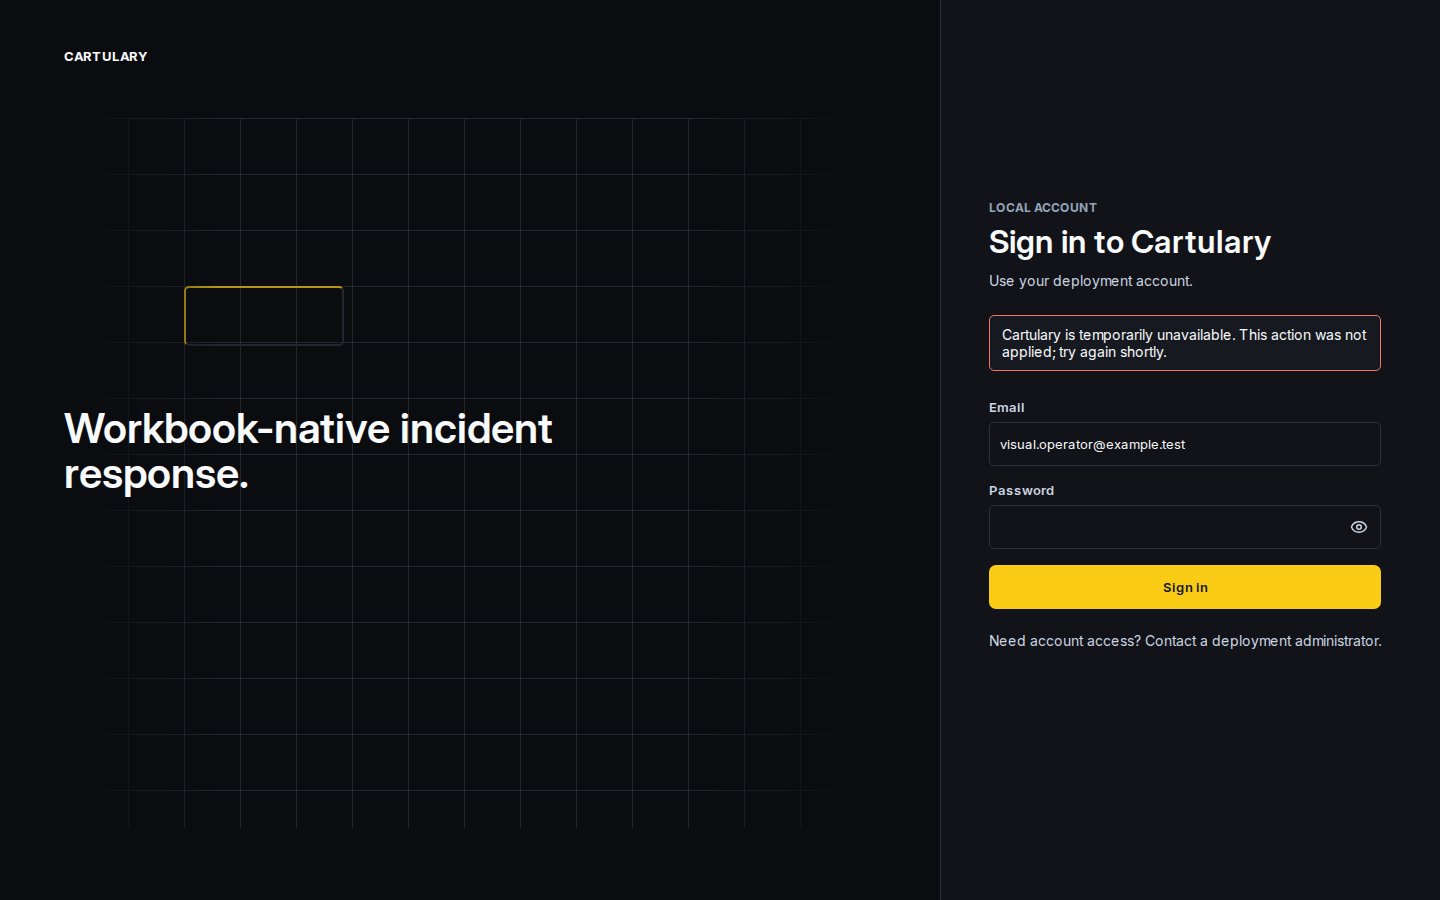 CARTULARY
Workbook-native incident
response.
LOCAL ACCOUNT
Sign in to Cartulary
Use your deployment account.
Cartulary is temporarily unavailable. This action was not
applied; try again shortly.
Email
visual.operator@example.test
Password
Sign in
Need account access? Contact a deployment administrator.